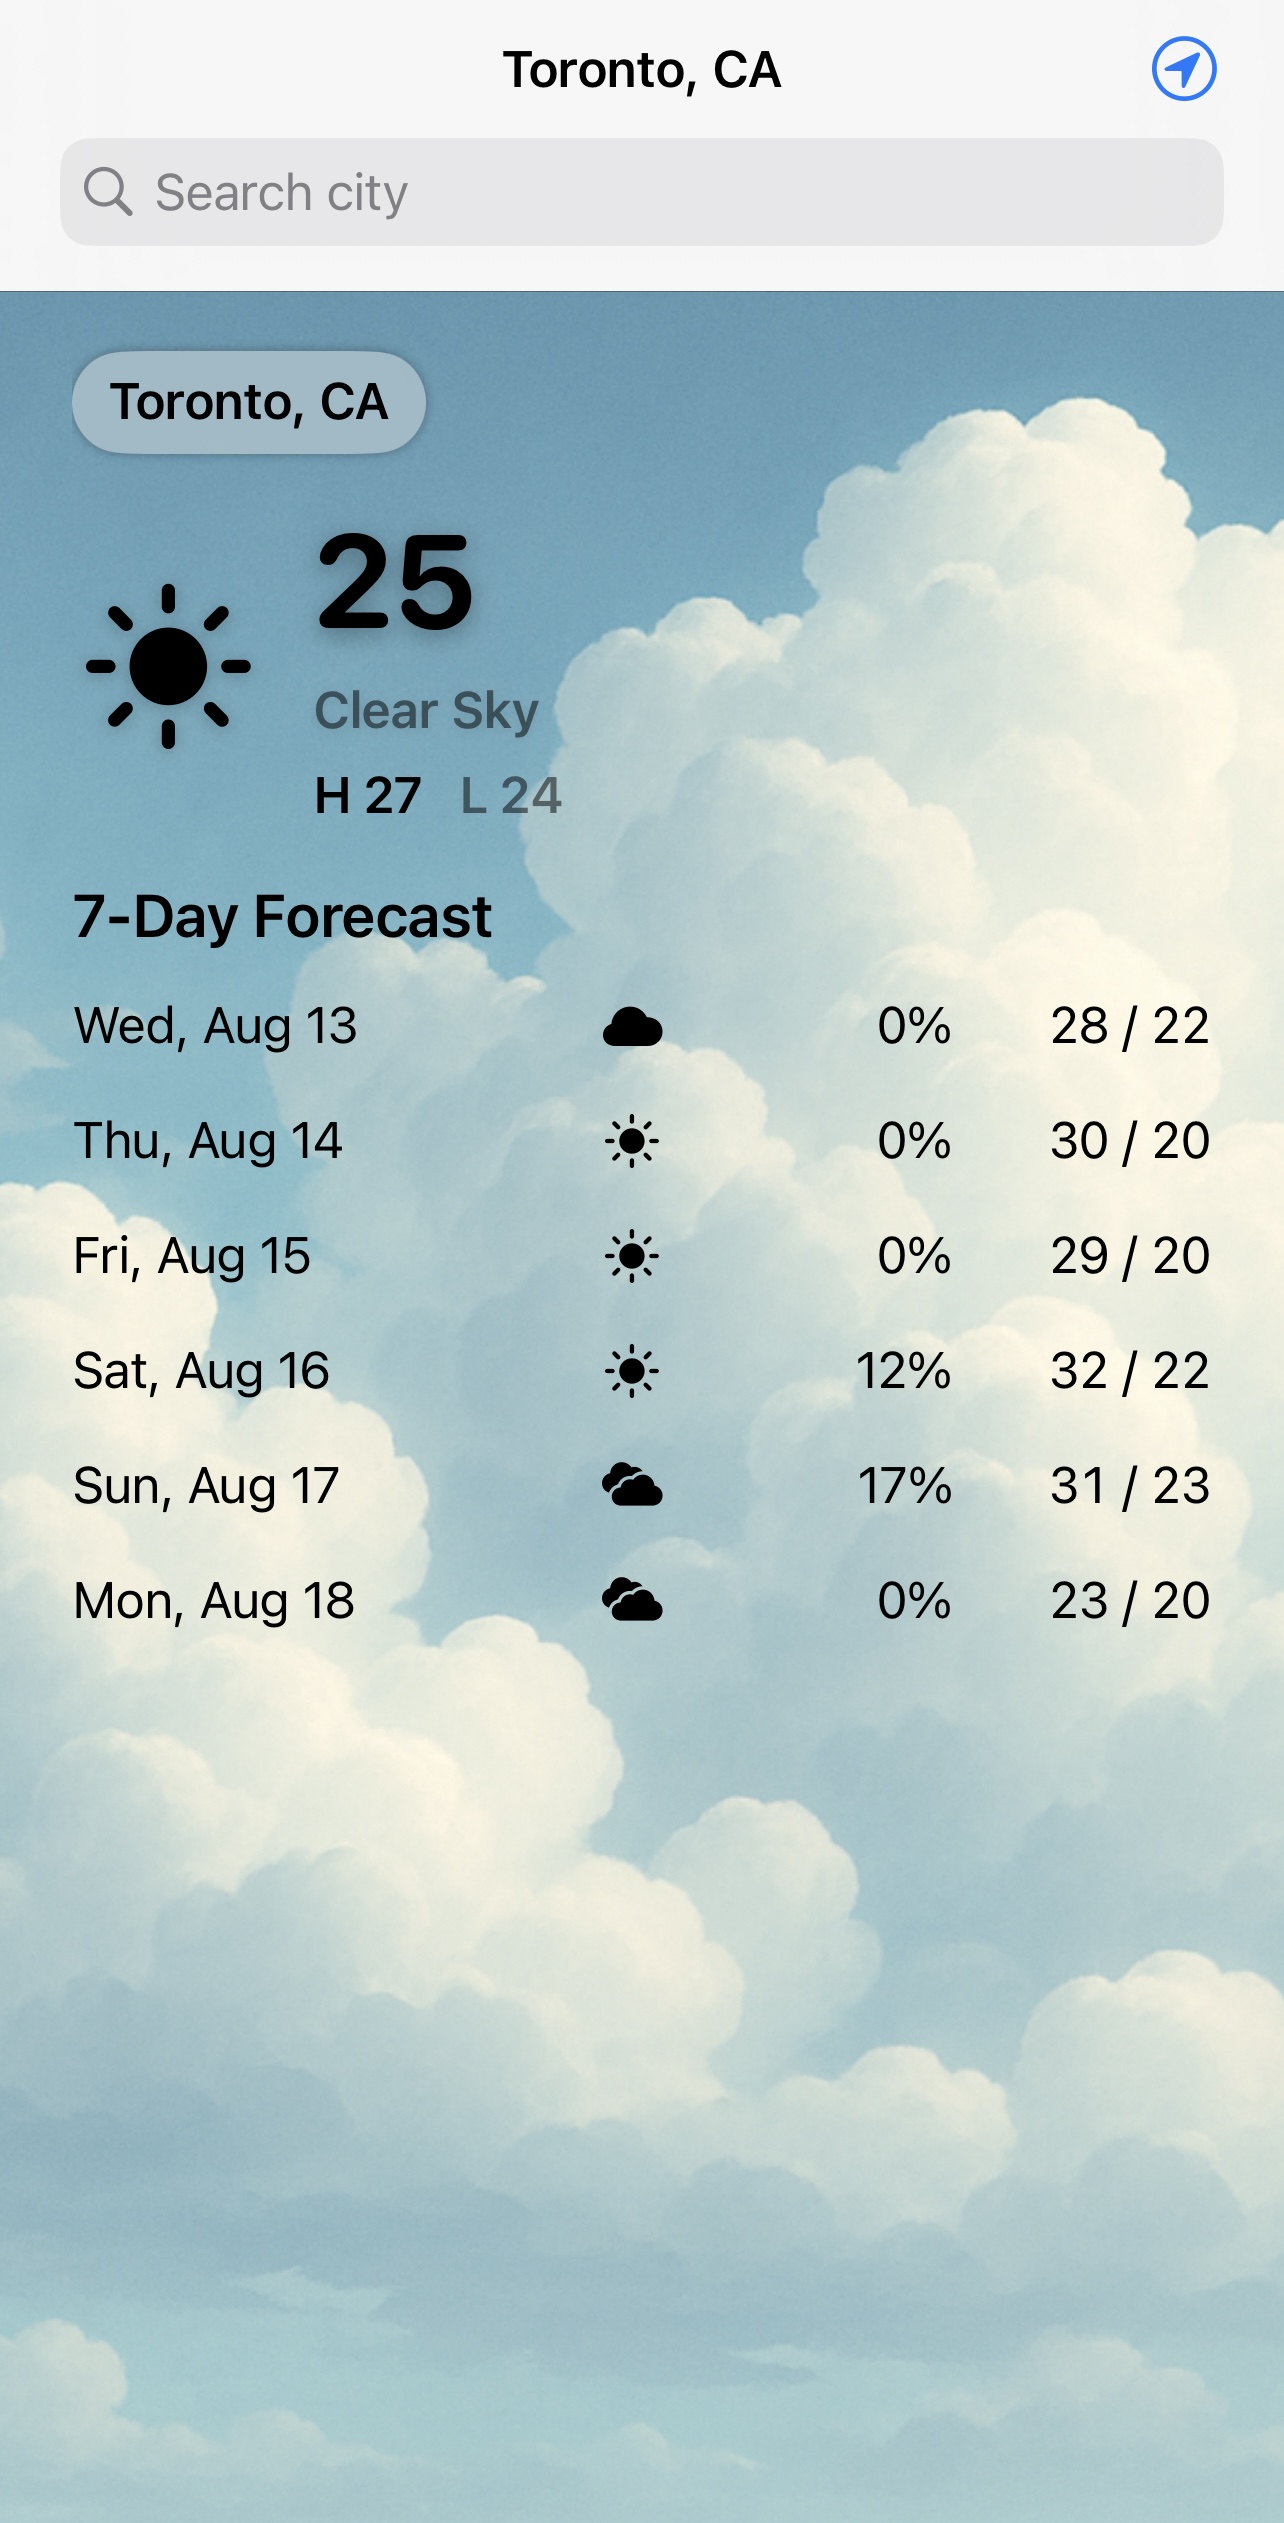 Toronto, CA
Search city
Toronto, CA
25
Clear Sky
H 27 L 24
7-Day Forecast
Wed, Aug 13 0% 28 / 22
Thu, Aug 14 0% 30 / 20
Fri, Aug 15 0% 29 / 20
Sat, Aug 16 12% 32 / 22
Sun, Aug 17 17% 31 / 23
Mon, Aug 18 0% 23 / 20